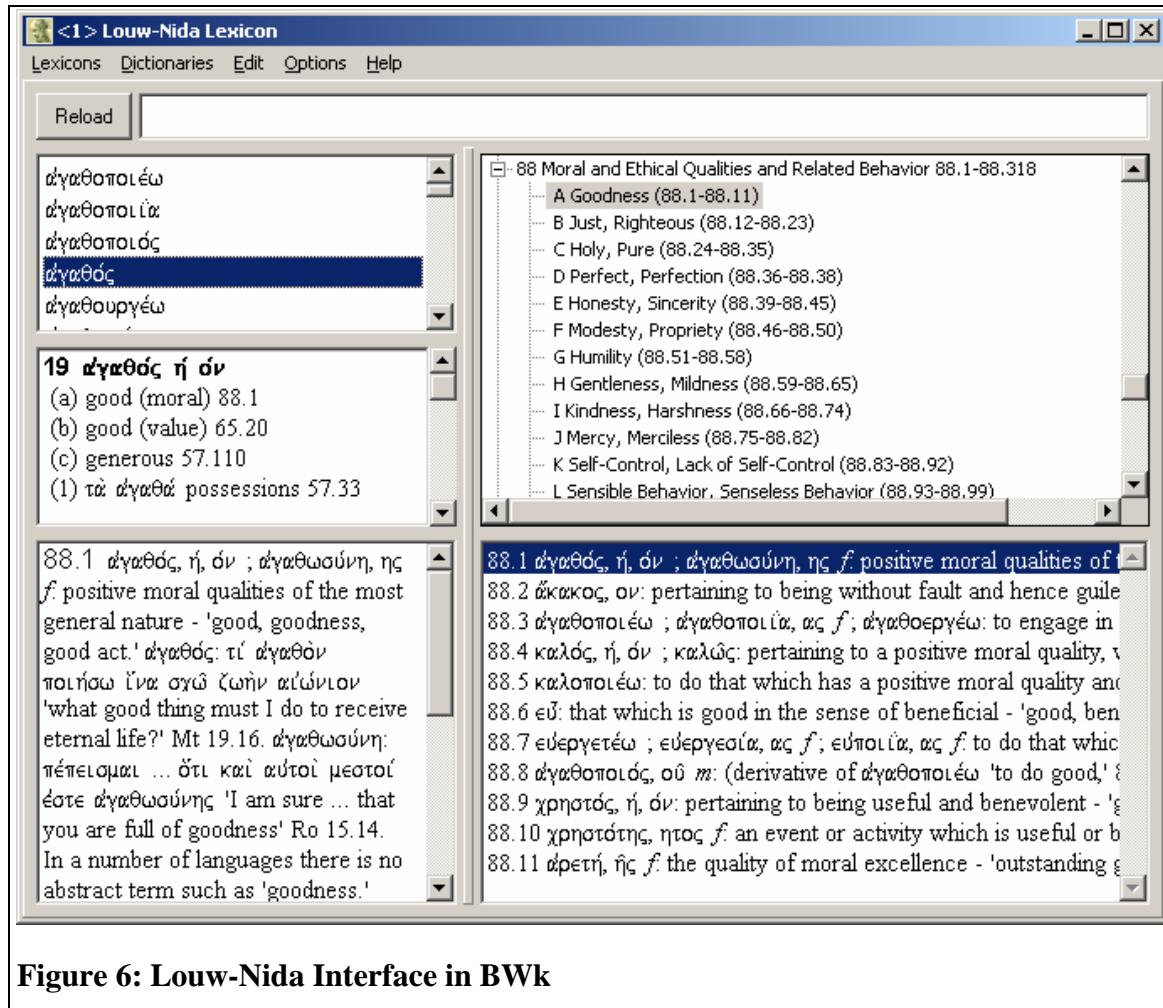 <1> Louw-Nida Lexicon
Lexicons Dictionaries Edit Options Help
Reload
ἀγαθοποιέω
ἀγαθοποιΐα
ἀγαθοποιός
ἀγαθός
ἀγαθουργέω
19 ἀγαθός ή όν
(a) good (moral) 88.1
(b) good (value) 65.20
(c) generous 57.110
(1) τὰ ἀγαθά possessions 57.33
88.1 ἀγαθός, ή, όν ; ἀγαθωσύνη, ης
f: positive moral qualities of the most
general nature - 'good, goodness,
good act.' ἀγαθός: τί ἀγαθὸν
ποιήσω ἵνα σχῶ ζωὴν αἰώνιον
'what good thing must I do to receive
eternal life?' Mt 19.16. ἀγαθωσύνη:
πέπεισμαι ... ὅτι καὶ αὐτοὶ μεστοί
ἐστε ἀγαθωσύνης 'I am sure ... that
you are full of goodness' Ro 15.14.
In a number of languages there is no
abstract term such as 'goodness.'
88 Moral and Ethical Qualities and Related Behavior 88.1-88.318
A Goodness (88.1-88.11)
B Just, Righteous (88.12-88.23)
C Holy, Pure (88.24-88.35)
D Perfect, Perfection (88.36-88.38)
E Honesty, Sincerity (88.39-88.45)
F Modesty, Propriety (88.46-88.50)
G Humility (88.51-88.58)
H Gentleness, Mildness (88.59-88.65)
I Kindness, Harshness (88.66-88.74)
J Mercy, Merciless (88.75-88.82)
K Self-Control, Lack of Self-Control (88.83-88.92)
L Sensible Behavior, Senseless Behavior (88.93-88.99)
88.1 ἀγαθός, ή, όν ; ἀγαθωσύνη, ης f: positive moral qualities of
88.2 ἄκακος, ον: pertaining to being without fault and hence guile
88.3 ἀγαθοποιέω ; ἀγαθοποιΐα, ας f ; ἀγαθοεργέω: to engage in
88.4 καλός, ή, όν ; καλῶς: pertaining to a positive moral quality,
88.5 καλοποιέω: to do that which has a positive moral quality and
88.6 εὖ: that which is good in the sense of beneficial - 'good, ben
88.7 εὐεργετέω ; εὐεργεσία, ας f ; εὐποιΐα, ας f: to do that whic
88.8 ἀγαθοποιός, οῦ m: (derivative of ἀγαθοποιέω 'to do good,'
88.9 χρηστός, ή, όν: pertaining to being useful and benevolent - '
88.10 χρηστότης, ητος f: an event or activity which is useful or b
88.11 ἀρετή, ῆς f: the quality of moral excellence - 'outstanding
Figure 6: Louw-Nida Interface in BWk